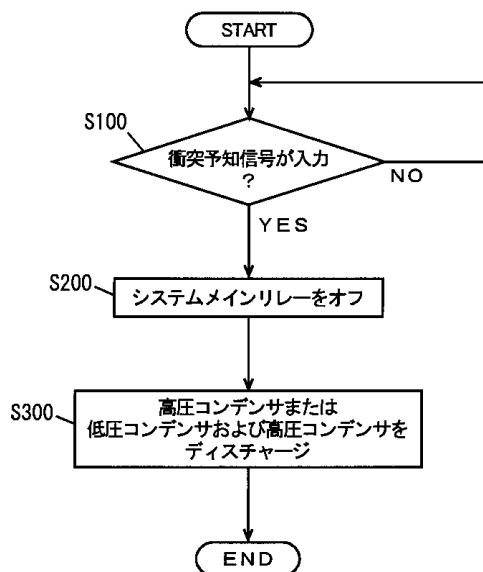 START
S100
衝突予知信号が入力
?
NO
YES
S200
システムメインリレーをオフ
S300
高圧コンデンサまたは
低圧コンデンサおよび高圧コンデンサを
ディスチャージ
END